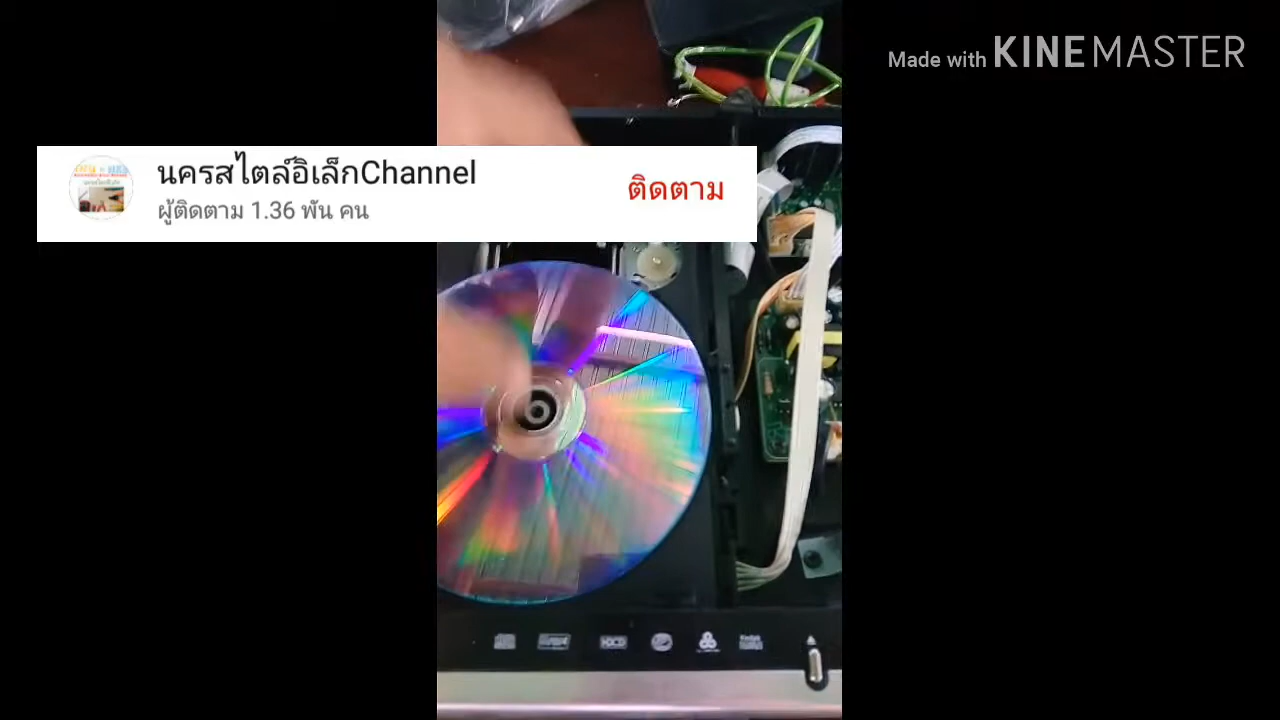 Made with KINEMASTER
นครสไตล์อิเล็กChannel
ผู้ติดตาม 1.36 พัน คน
ติดตาม
HDCD
Kodak